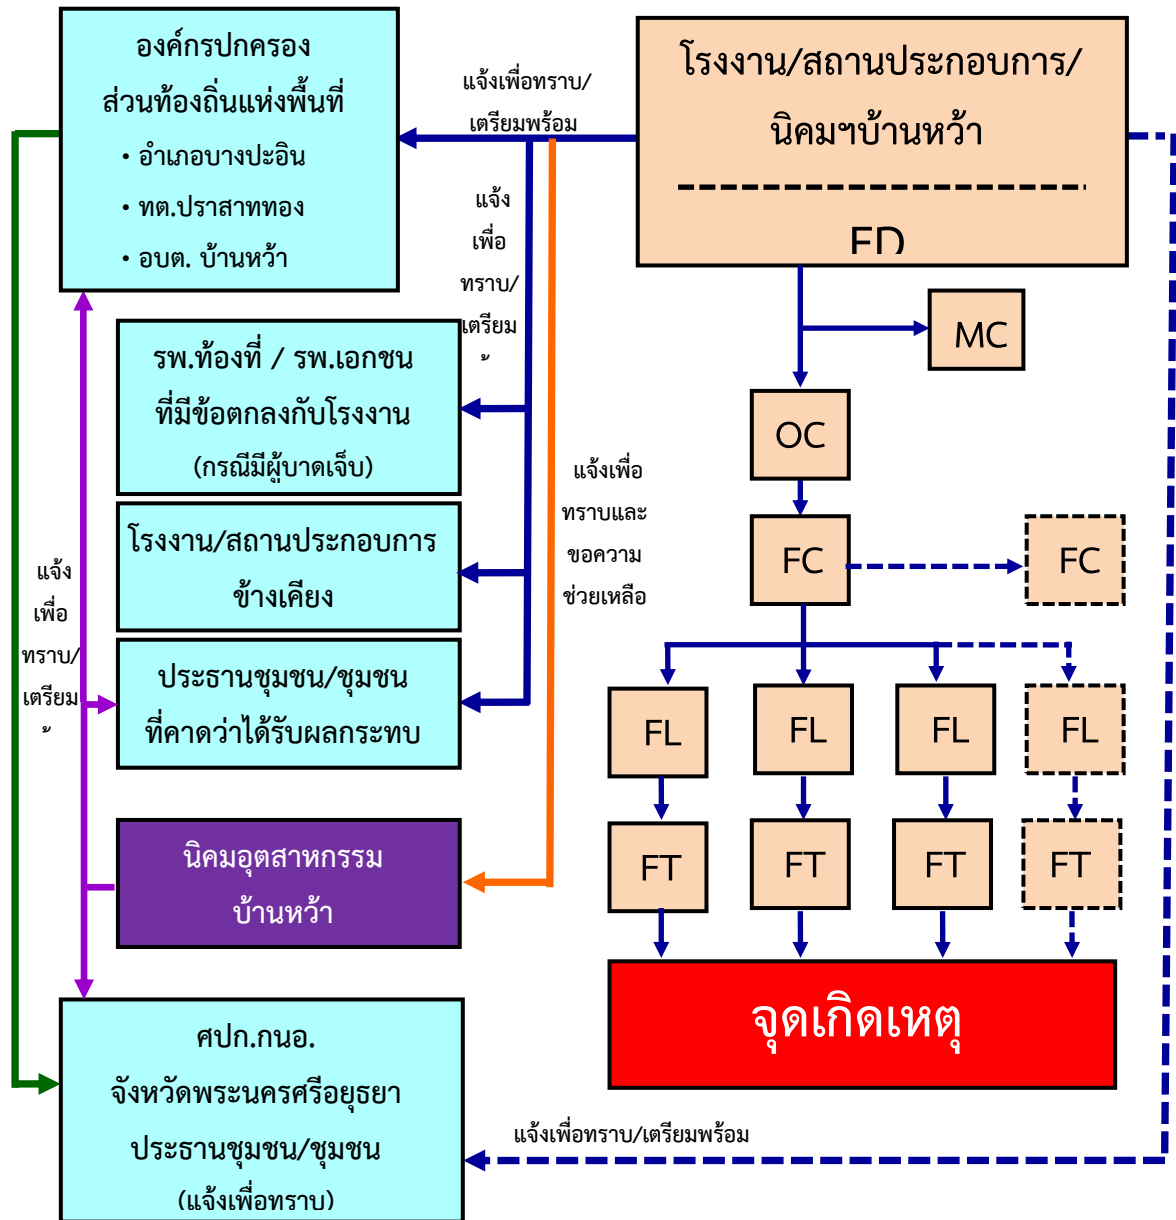 องค์กรปกครอง
ส่วนท้องถิ่นแห่งพื้นที่
• อำเภอบางปะอิน
• ทต.ปราสาททอง
• อบต. บ้านหว้า
แจ้งเพื่อทราบ/
เตรียมพร้อม
โรงงาน/สถานประกอบการ/
นิคมฯบ้านหว้า
ED
แจ้ง
เพื่อ
ทราบ/
เตรียม
MC
รพ.ท้องที่ / รพ.เอกชน
ที่มีข้อตกลงกับโรงงาน
(กรณีมีผู้บาดเจ็บ)
OC
แจ้งเพื่อ
ทราบและ
ขอความ
ช่วยเหลือ
โรงงาน/สถานประกอบการ
ข้างเคียง
FC
FC
แจ้ง
เพื่อ
ทราบ/
เตรียม
ประธานชุมชน/ชุมชน
ที่คาดว่าได้รับผลกระทบ
FL
FL
FL
FL
นิคมอุตสาหกรรม
บ้านหว้า
FT
FT
FT
FT
จุดเกิดเหตุ
ศปก.กนอ.
จังหวัดพระนครศรีอยุธยา
ประธานชุมชน/ชุมชน
(แจ้งเพื่อทราบ)
แจ้งเพื่อทราบ/เตรียมพร้อม